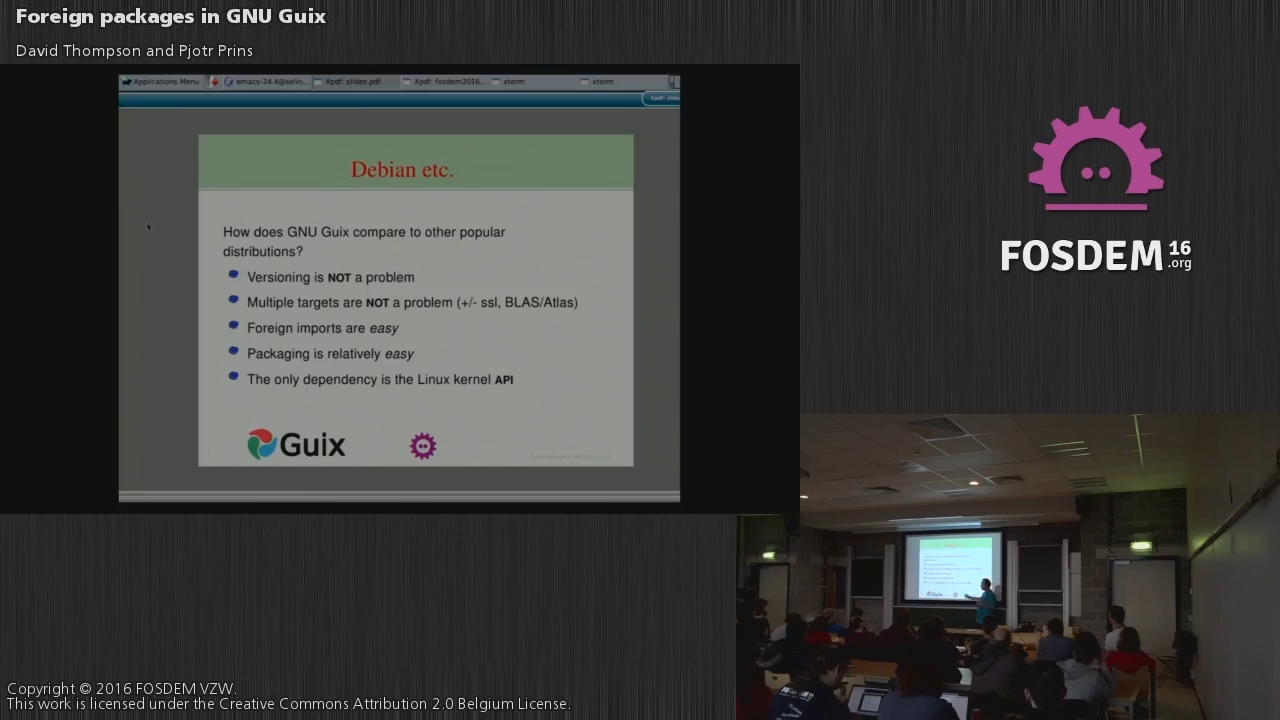 Foreign packages in GNU Guix
David Thompson and Pjotr Prins
Applications Menu
emacs-24.4@selin...
Xpdf: slides.pdf
Xpdf: fosdem2016...
xterm
xterm
Debian etc.
How does GNU Guix compare to other popular
distributions?
Versioning is NOT a problem
Multiple targets are NOT a problem (+/- ssl, BLAS/Atlas)
Foreign imports are easy
Packaging is relatively easy
The only dependency is the Linux kernel API
Guix
FOSDEM 16
.org
Copyright © 2016 FOSDEM VZW.
This work is licensed under the Creative Commons Attribution 2.0 Belgium License.